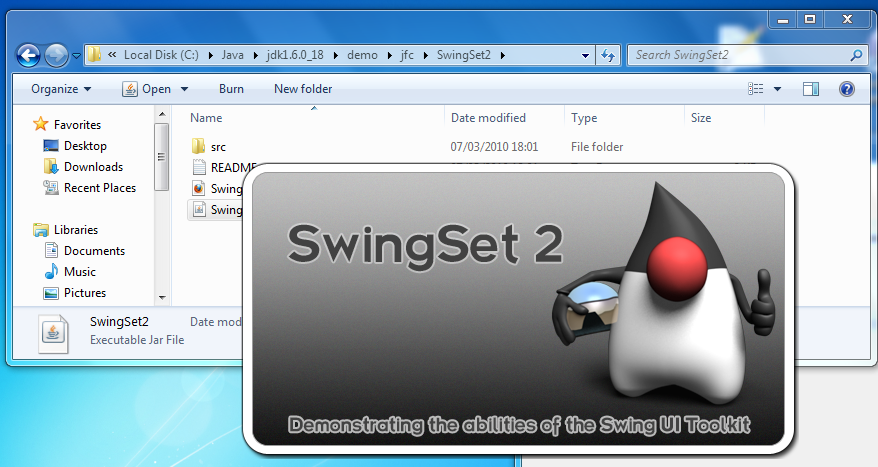 « Local Disk (C:) Java jdk1.6.0_18 demo jfc SwingSet2
Search SwingSet2
Organize Open Burn New folder
Name Date modified Type Size
Favorites
Desktop
Downloads
Recent Places
Libraries
Documents
Music
Pictures
src 07/03/2010 18:01 File folder
README
Swing
Swing
SwingSet2 Date mod
Executable Jar File
SwingSet 2
Demonstrating the abilities of the Swing UI Toolkit